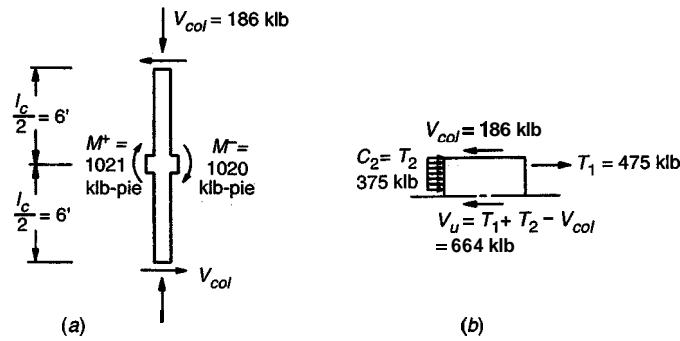 V_col = 186 klb
l_c/2 = 6'
M⁺ =
1021
klb-pie
M⁻=
1020
klb-pie
l_c/2 = 6'
V_col
(a)
V_col = 186 klb
C₂= T₂
375 klb
T₁ = 475 klb
V_u = T₁ + T₂ − V_col
= 664 klb
(b)